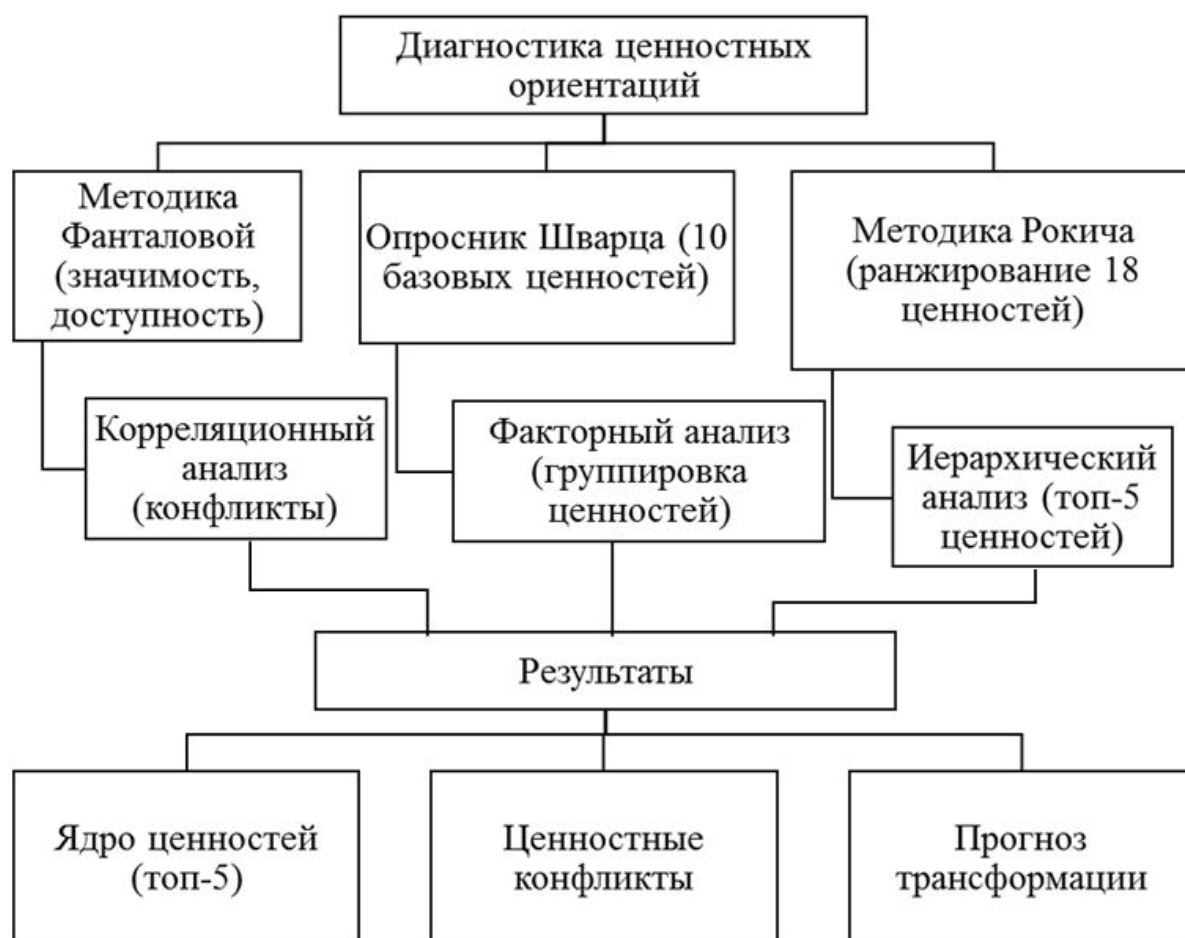 Диагностика ценностных
ориентаций
Методика
Фанталовой
(значимость,
доступность)
Опросник Шварца (10
базовых ценностей)
Методика Рокича
(ранжирование 18
ценностей)
Корреляционный
анализ
(конфликты)
Факторный анализ
(группировка
ценностей)
Иерархический
анализ (топ-5
ценностей)
Результаты
Ядро ценностей
(топ-5)
Ценностные
конфликты
Прогноз
трансформации